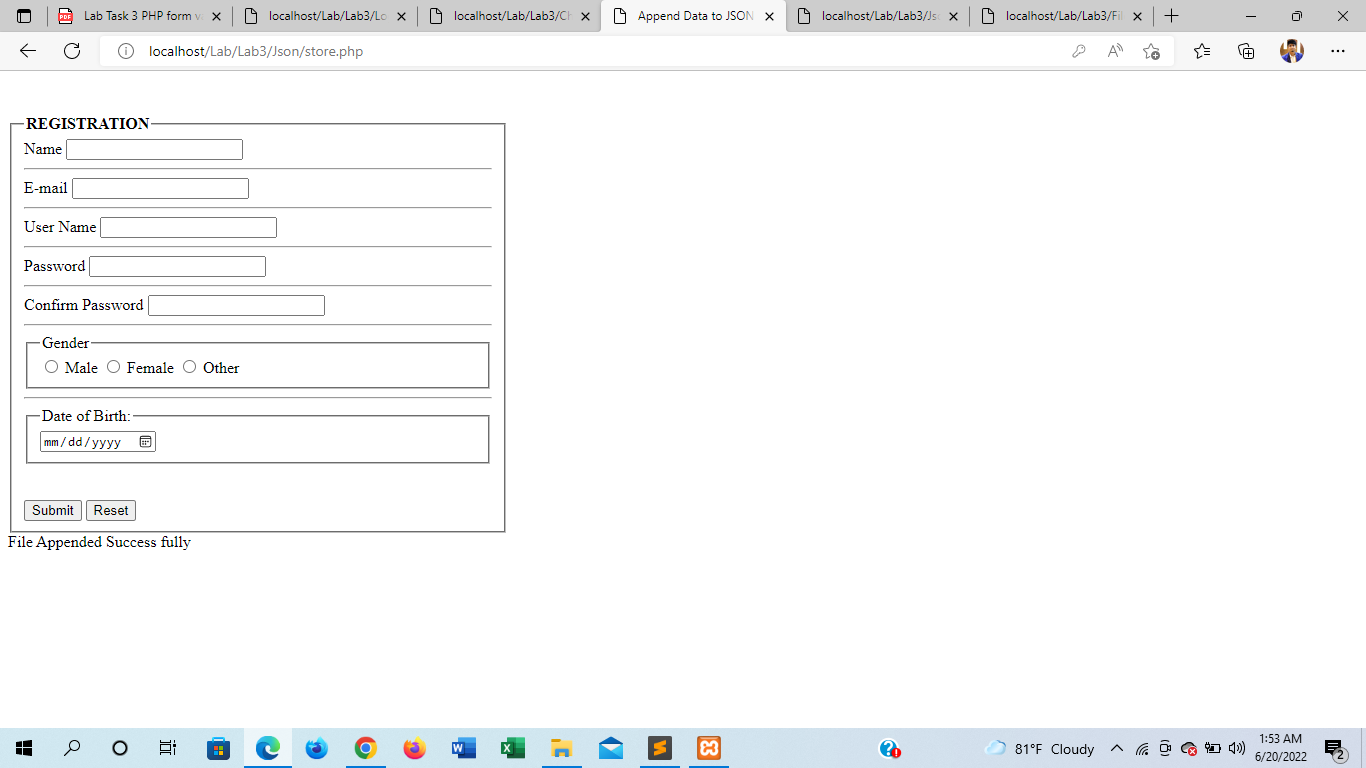 Lab Task 3 PHP form v
localhost/Lab/Lab3/Lo
localhost/Lab/Lab3/Ch
Append Data to JSON
localhost/Lab/Lab3/Js
localhost/Lab/Lab3/Fil
localhost/Lab/Lab3/Json/store.php
REGISTRATION
Name
E-mail
User Name
Password
Confirm Password
Gender
Male Female Other
Date of Birth:
mm/dd/yyyy
Submit Reset
File Appended Success fully
81°F Cloudy
1:53 AM
6/20/2022
2